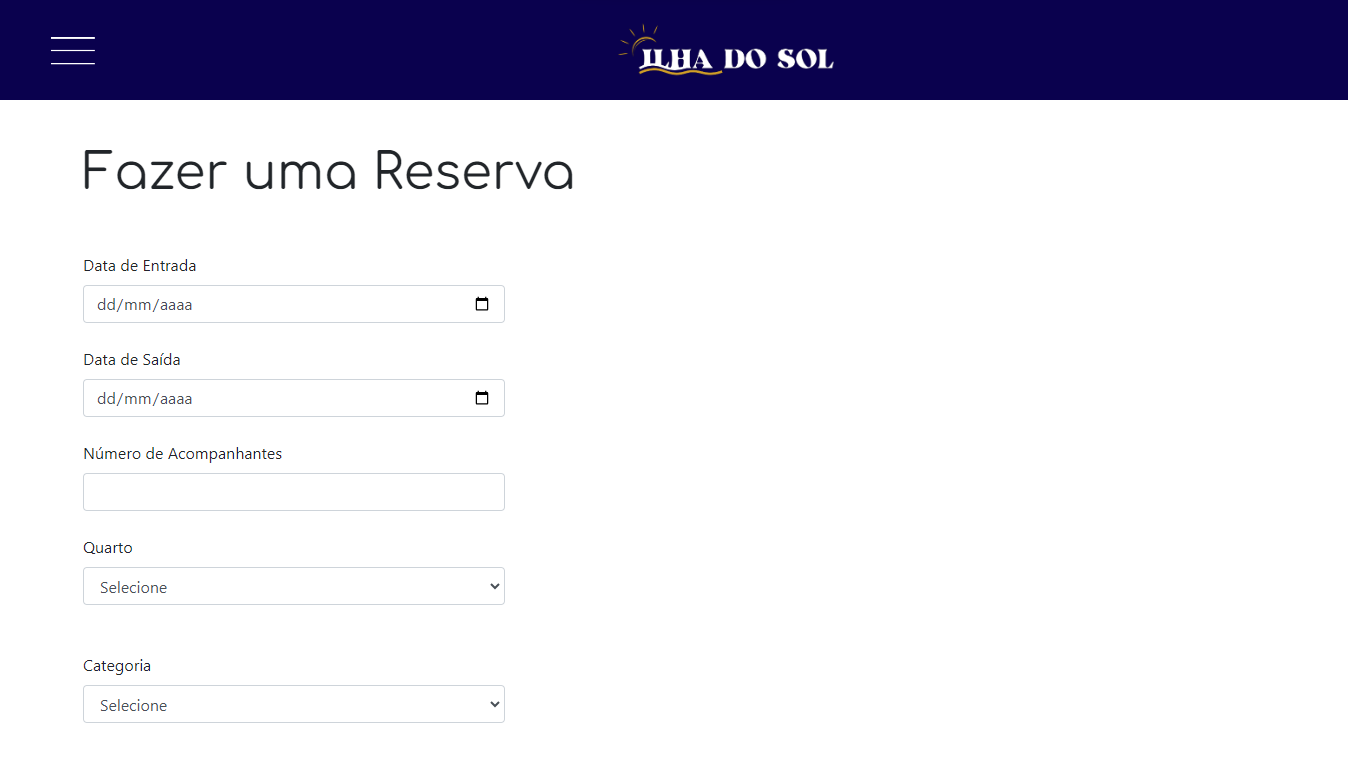 ILHA DO SOL
Fazer uma Reserva
Data de Entrada
dd/mm/aaaa
Data de Saída
dd/mm/aaaa
Número de Acompanhantes
Quarto
Selecione
Categoria
Selecione